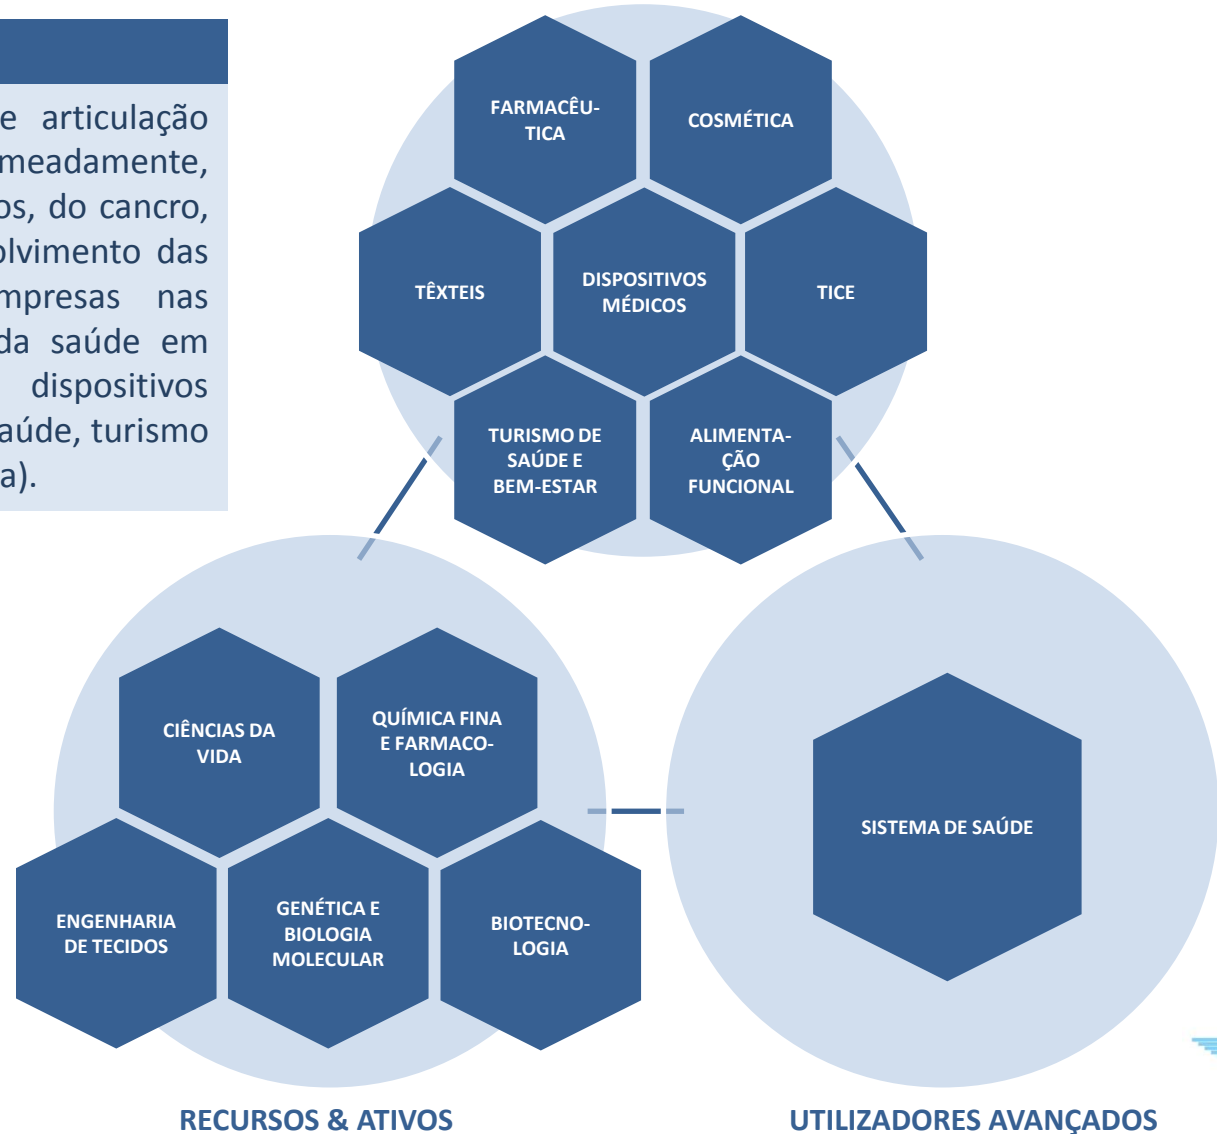 e articulação
meadamente,
os, do cancro,
olvimento das
mpresas nas
da saúde em
dispositivos
aúde, turismo
a).
FARMACÊU-
TICA
COSMÉTICA
TÊXTEIS
DISPOSITIVOS
MÉDICOS
TICE
TURISMO DE
SAÚDE E
BEM-ESTAR
ALIMENTA-
ÇÃO
FUNCIONAL
CIÊNCIAS DA
VIDA
QUÍMICA FINA
E FARMACO-
LOGIA
ENGENHARIA
DE TECIDOS
GENÉTICA E
BIOLOGIA
MOLECULAR
BIOTECNO-
LOGIA
SISTEMA DE SAÚDE
RECURSOS & ATIVOS
UTILIZADORES AVANÇADOS